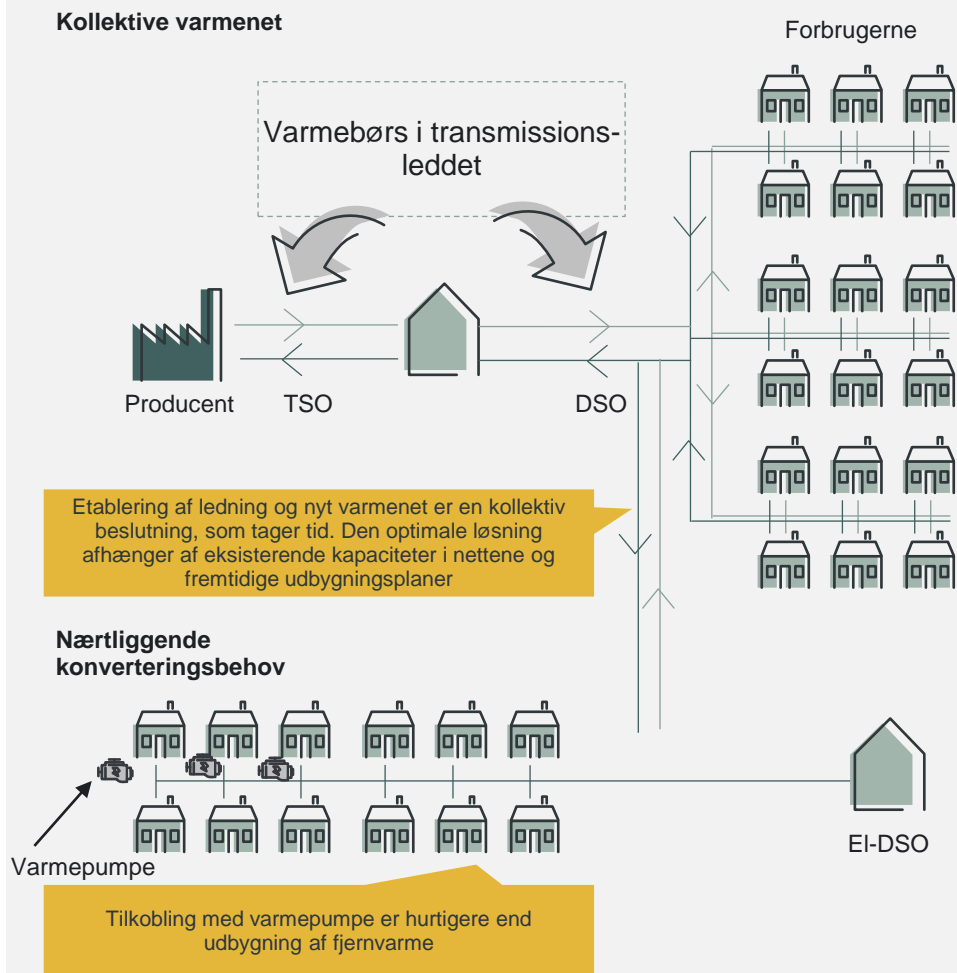 Kollektive varmenet
Forbrugerne
Varmebørs i transmissions-
leddet
Producent
TSO
DSO
Etablering af ledning og nyt varmenet er en kollektiv
beslutning, som tager tid. Den optimale løsning
afhænger af eksisterende kapaciteter i nettene og
fremtidige udbygningsplaner
Nærtliggende
konverteringsbehov
El-DSO
Varmepumpe
Tilkobling med varmepumpe er hurtigere end
udbygning af fjernvarme